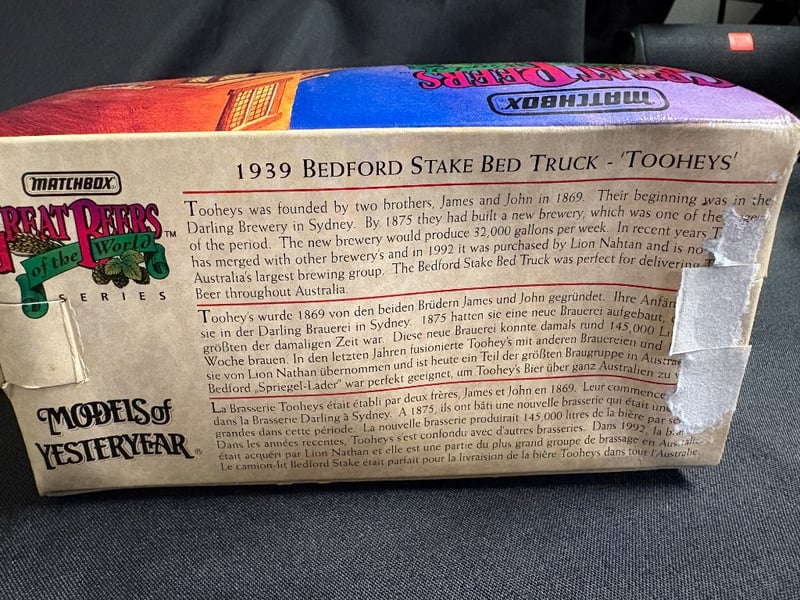 GREAT BEERS
MATCHBOX
1939 BEDFORD STAKE BED TRUCK - 'TOOHEYS'
MATCHBOX
GREAT BEERS ™
of the World
SERIES
MODELS of
YESTERYEAR ®
Tooheys was founded by two brothers, James and John in 1869. Their beginning was in the
Darling Brewery in Sydney. By 1875 they had built a new brewery, which was one of the
of the period. The new brewery would produce 32,000 gallons per week. In recent years
has merged with other brewery's and in 1992 it was purchased by Lion Nahtan and is
Australia's largest brewing group. The Bedford Stake Bed Truck was perfect for delivering
Beer throughout Australia.
Toohey's wurde 1869 von den beiden Brüdern James und John gegründet. Ihre
sie in der Darling Brauerei in Sydney. 1875 hatten sie eine neue Brauerei aufgebaut,
größten der damaligen Zeit war. Diese neue Brauerei konnte damals rund 145,000
Woche brauen. In den letzten Jahren fusionierte Toohey's mit anderen Brauereien und
sie von Lion Nahtan übernommen und ist heute ein Teil der größten Braugruppe in
Bedford „Spriegel-Lader" war perfekt geeignet, um Toohey's Bier über ganz Australien zu
La Brasserie Tooheys était établi par deux frères, James et John en 1869. Leur
dans la Brasserie Darling à Sydney. A 1875, ils ont bâti une nouvelle brasserie qui était
grandes dans cette période. La nouvelle brasserie produirait 145,000 litres de la bière par
Dans les années recentes, Tooheys s'est confondu avec d'autres brasseries. Dans 1992, la
était acquéri par Lion Nathan et elle est une partie du plus grand groupe de brassage en
Le camion-lit Bedford Stake était parfait pour la livraison de la bière Tooheys dans tout l'Australie